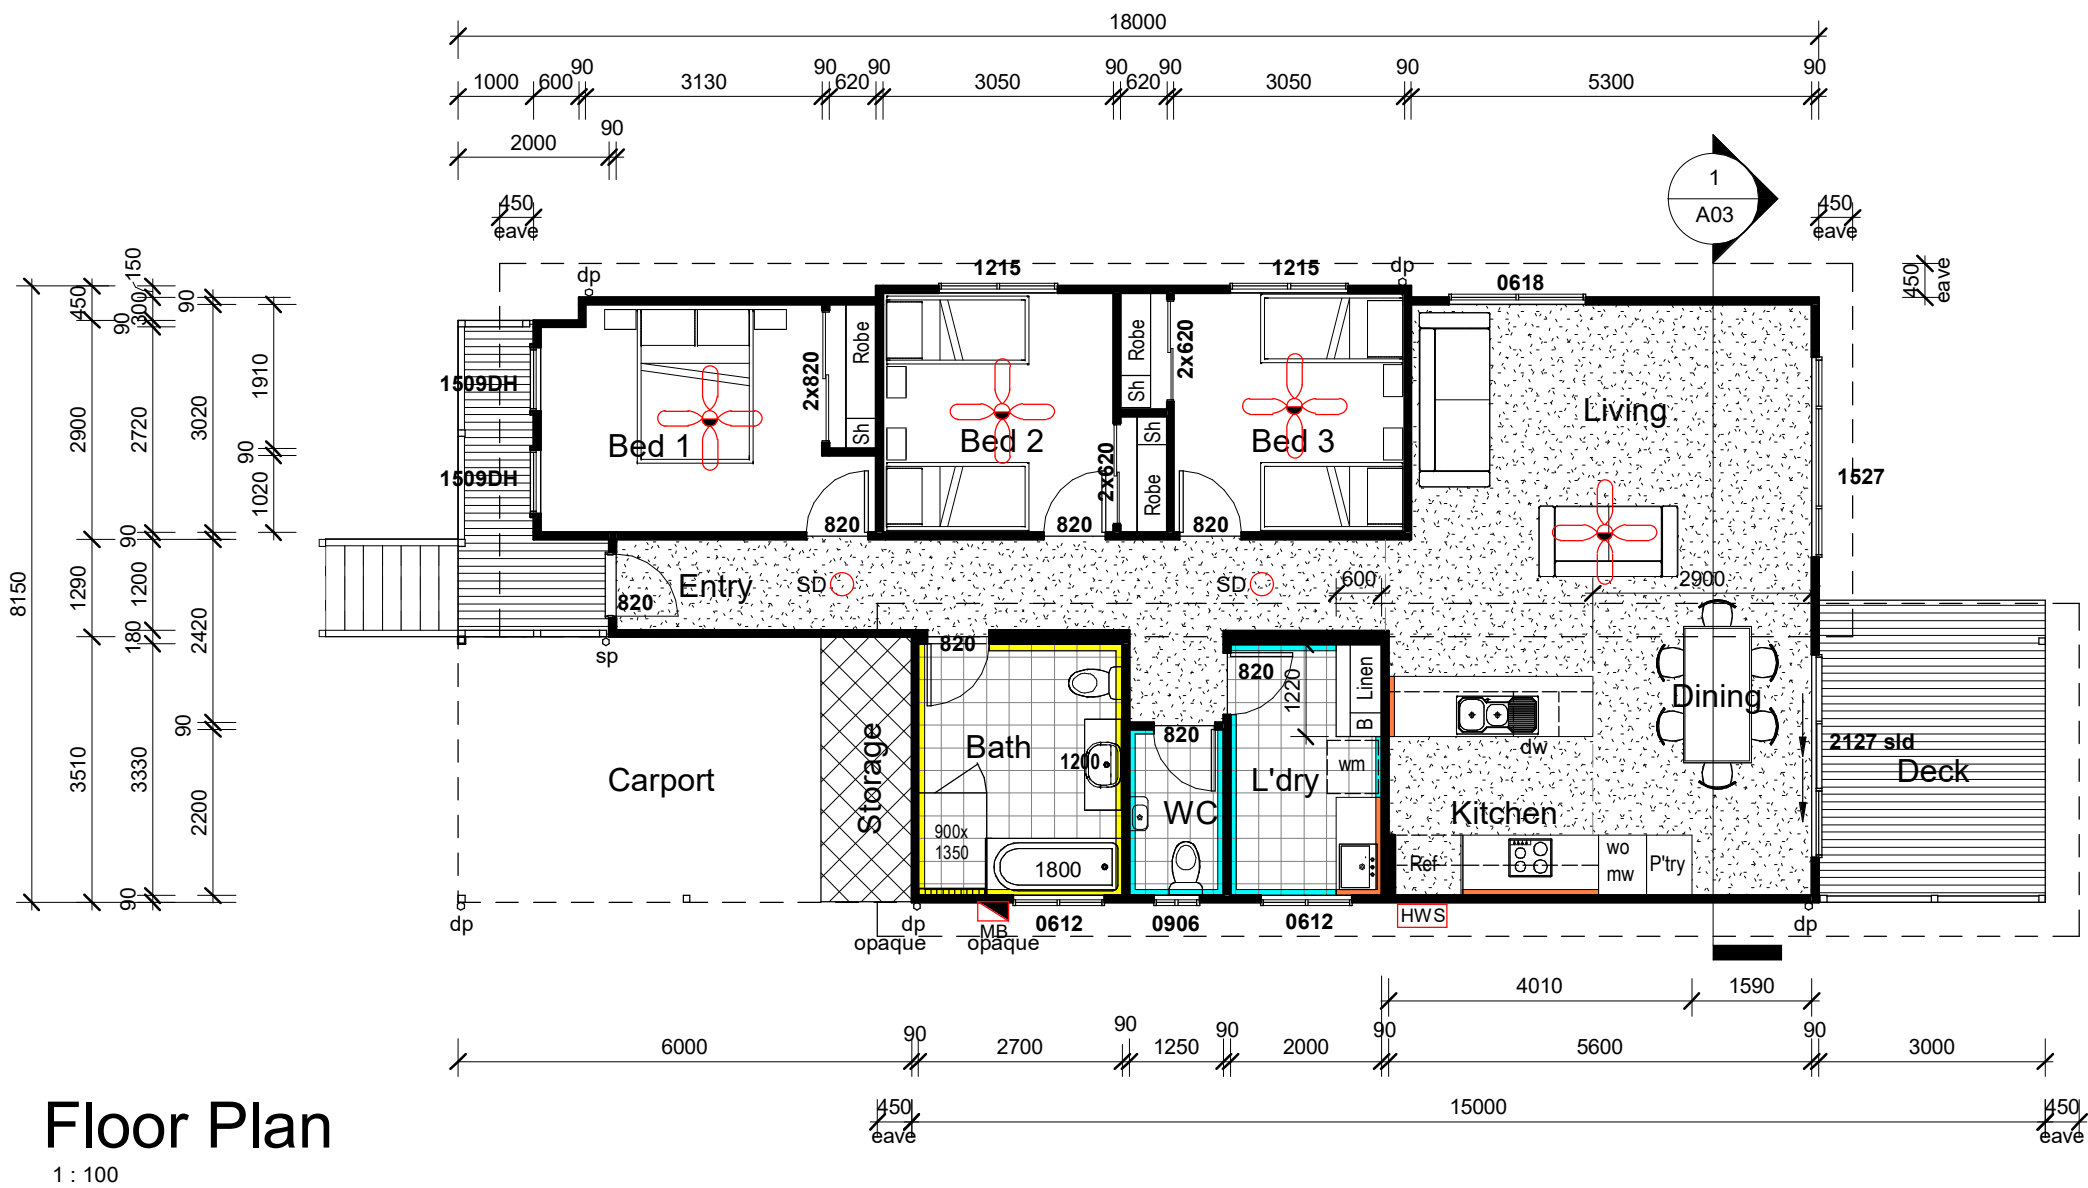 18000
1000 600 90 3130 90 620 90 3050 90 620 90 3050 90 5300 90
2000 90
1
A03
450
eave
450
eave
450
eave
8150
450 2900 90 1290 3510
150 300 90 2720 90 1200 180 3330 90
90 3020 2420 90 2200
1910 90 1020
dp
1215
1215
dp
0618
1509DH
1509DH
2x820
Robe
Sh
Bed 1
Bed 2
Robe
Sh
2x620
2x620
Sh
Robe
Bed 3
Living
1527
820
820
820
820
Entry
SD
SD
600
2900
sp
820
Bath
1200
900x
1350
1800
Carport
Storage
820
WC
820
1220
Linen
B
wm
L'dry
dw
Kitchen
Dining
2127 sld
Deck
Ref
wo
mw
P'try
dp
dp
opaque
MB
opaque
0612
0906
0612
HWS
dp
4010 1590
6000 90 2700 90 1250 90 2000 90 5600 90 3000
450
eave
15000
450
eave
Floor Plan
1 : 100